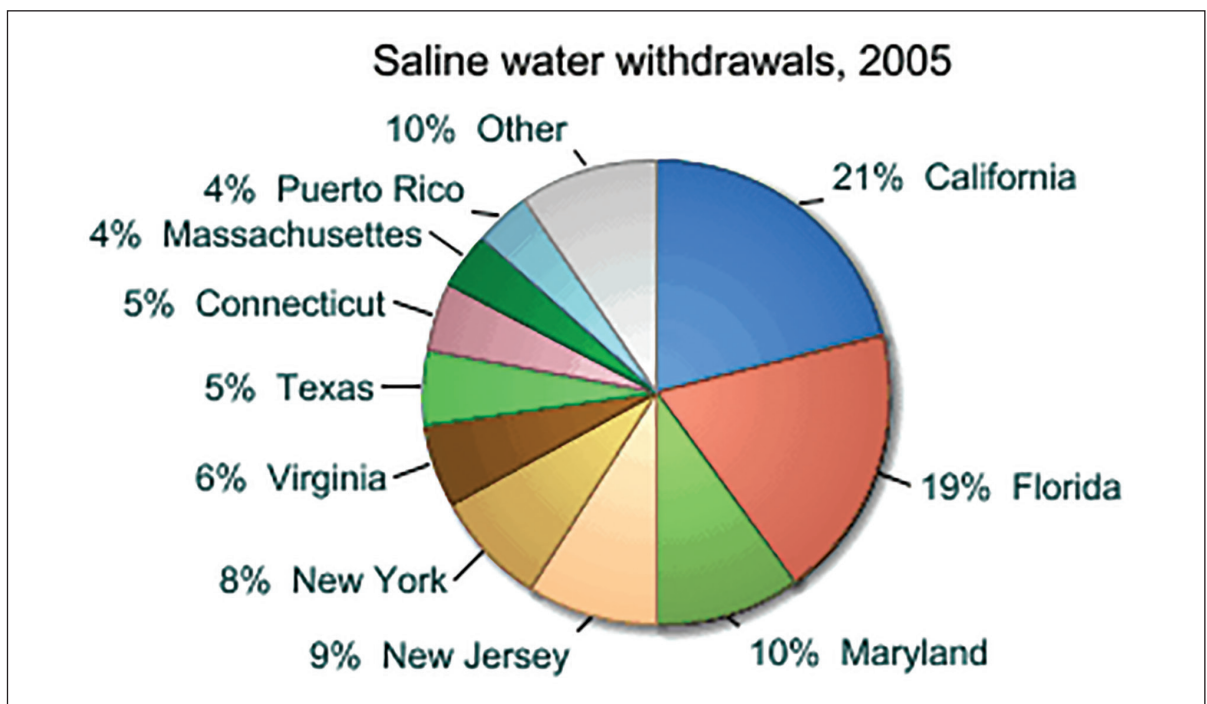 Saline water withdrawals, 2005
10% Other
21% California
4% Puerto Rico
4% Massachusettes
5% Connecticut
5% Texas
6% Virginia
19% Florida
8% New York
9% New Jersey
10% Maryland